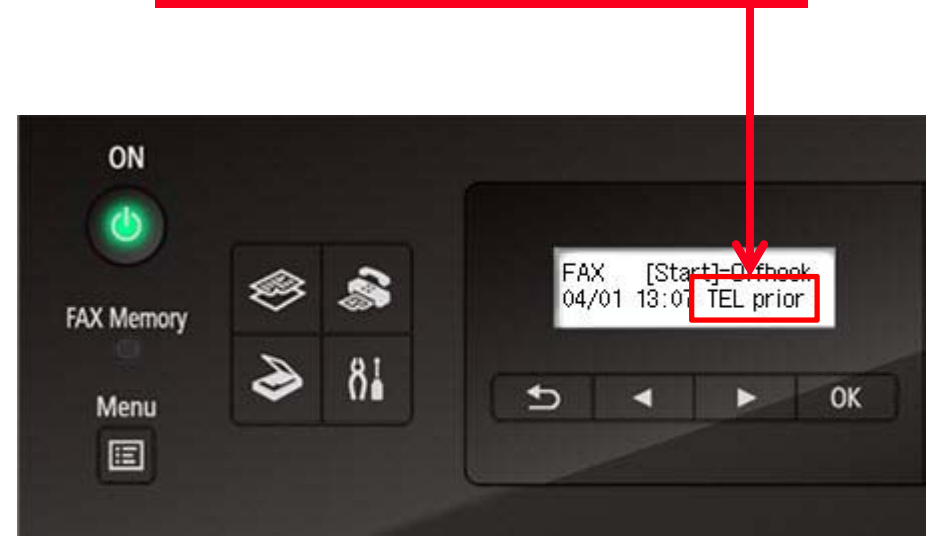 ON
FAX Memory
Menu
FAX [Start]=Offhook
04/01 13:07 TEL prior
OK